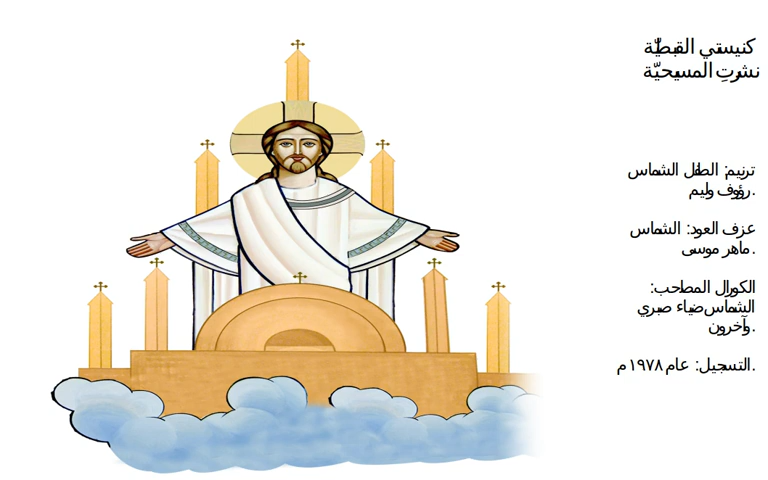 كنيستي القبطيّة
نشرتِ المسيحيّة
ترنيم: الطفل الشماس
رؤوف وليم.
عزف العود: الشماس
ماهر موسى.
الكورال المصاحب:
الشماس ضياء صبري
وآخرون.
التسجيل: عام ١٩٧٨م.